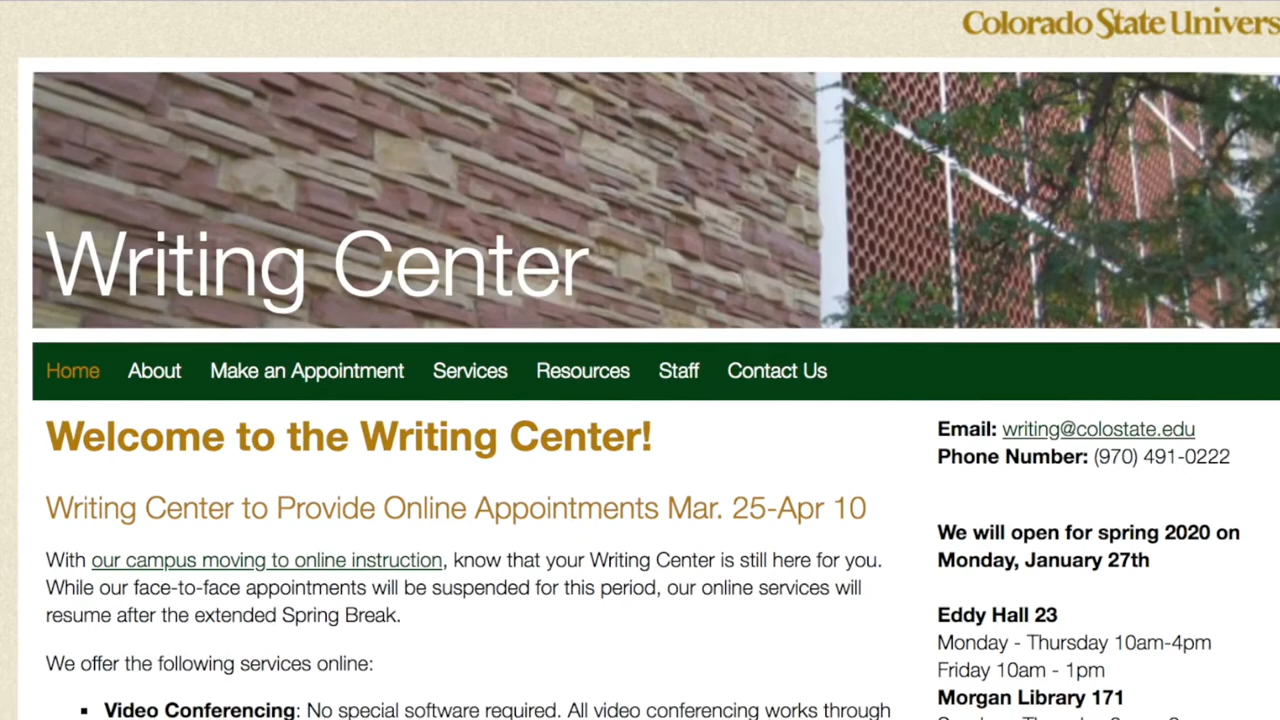 Colorado State
Writing Center
Home About Make an Appointment Services Resources Staff Contact Us
Welcome to the Writing Center!
Writing Center to Provide Online Appointments Mar. 25-Apr 10
With our campus moving to online instruction, know that your Writing Center is still here for you.
While our face-to-face appointments will be suspended for this period, our online services will
resume after the extended Spring Break.
We offer the following services online:
▪ Video Conferencing: No special software required. All video conferencing works through
Email: writing@colostate.edu
Phone Number: (970) 491-0222
We will open for spring 2020 on
Monday, January 27th
Eddy Hall 23
Monday - Thursday 10am-4pm
Friday 10am - 1pm
Morgan Library 171